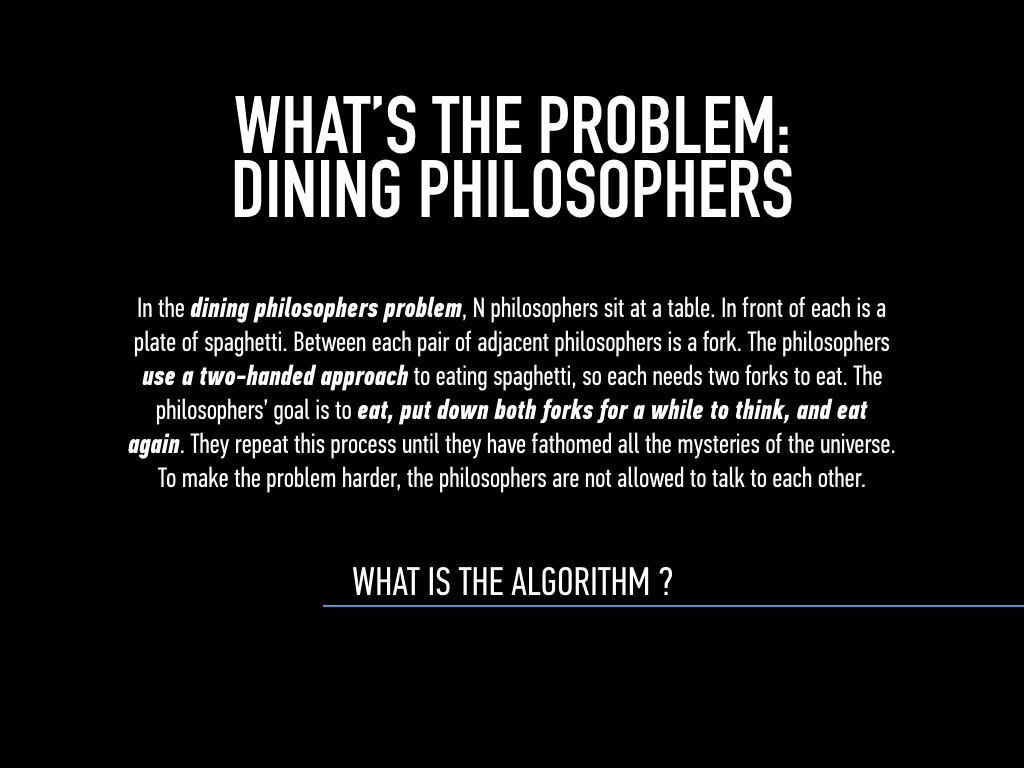 WHAT’S THE PROBLEM:
DINING PHILOSOPHERS
In the dining philosophers problem, N philosophers sit at a table. In front of each is a
plate of spaghetti. Between each pair of adjacent philosophers is a fork. The philosophers
use a two-handed approach to eating spaghetti, so each needs two forks to eat. The
philosophers’ goal is to eat, put down both forks for a while to think, and eat
again. They repeat this process until they have fathomed all the mysteries of the universe.
To make the problem harder, the philosophers are not allowed to talk to each other.
WHAT IS THE ALGORITHM ?